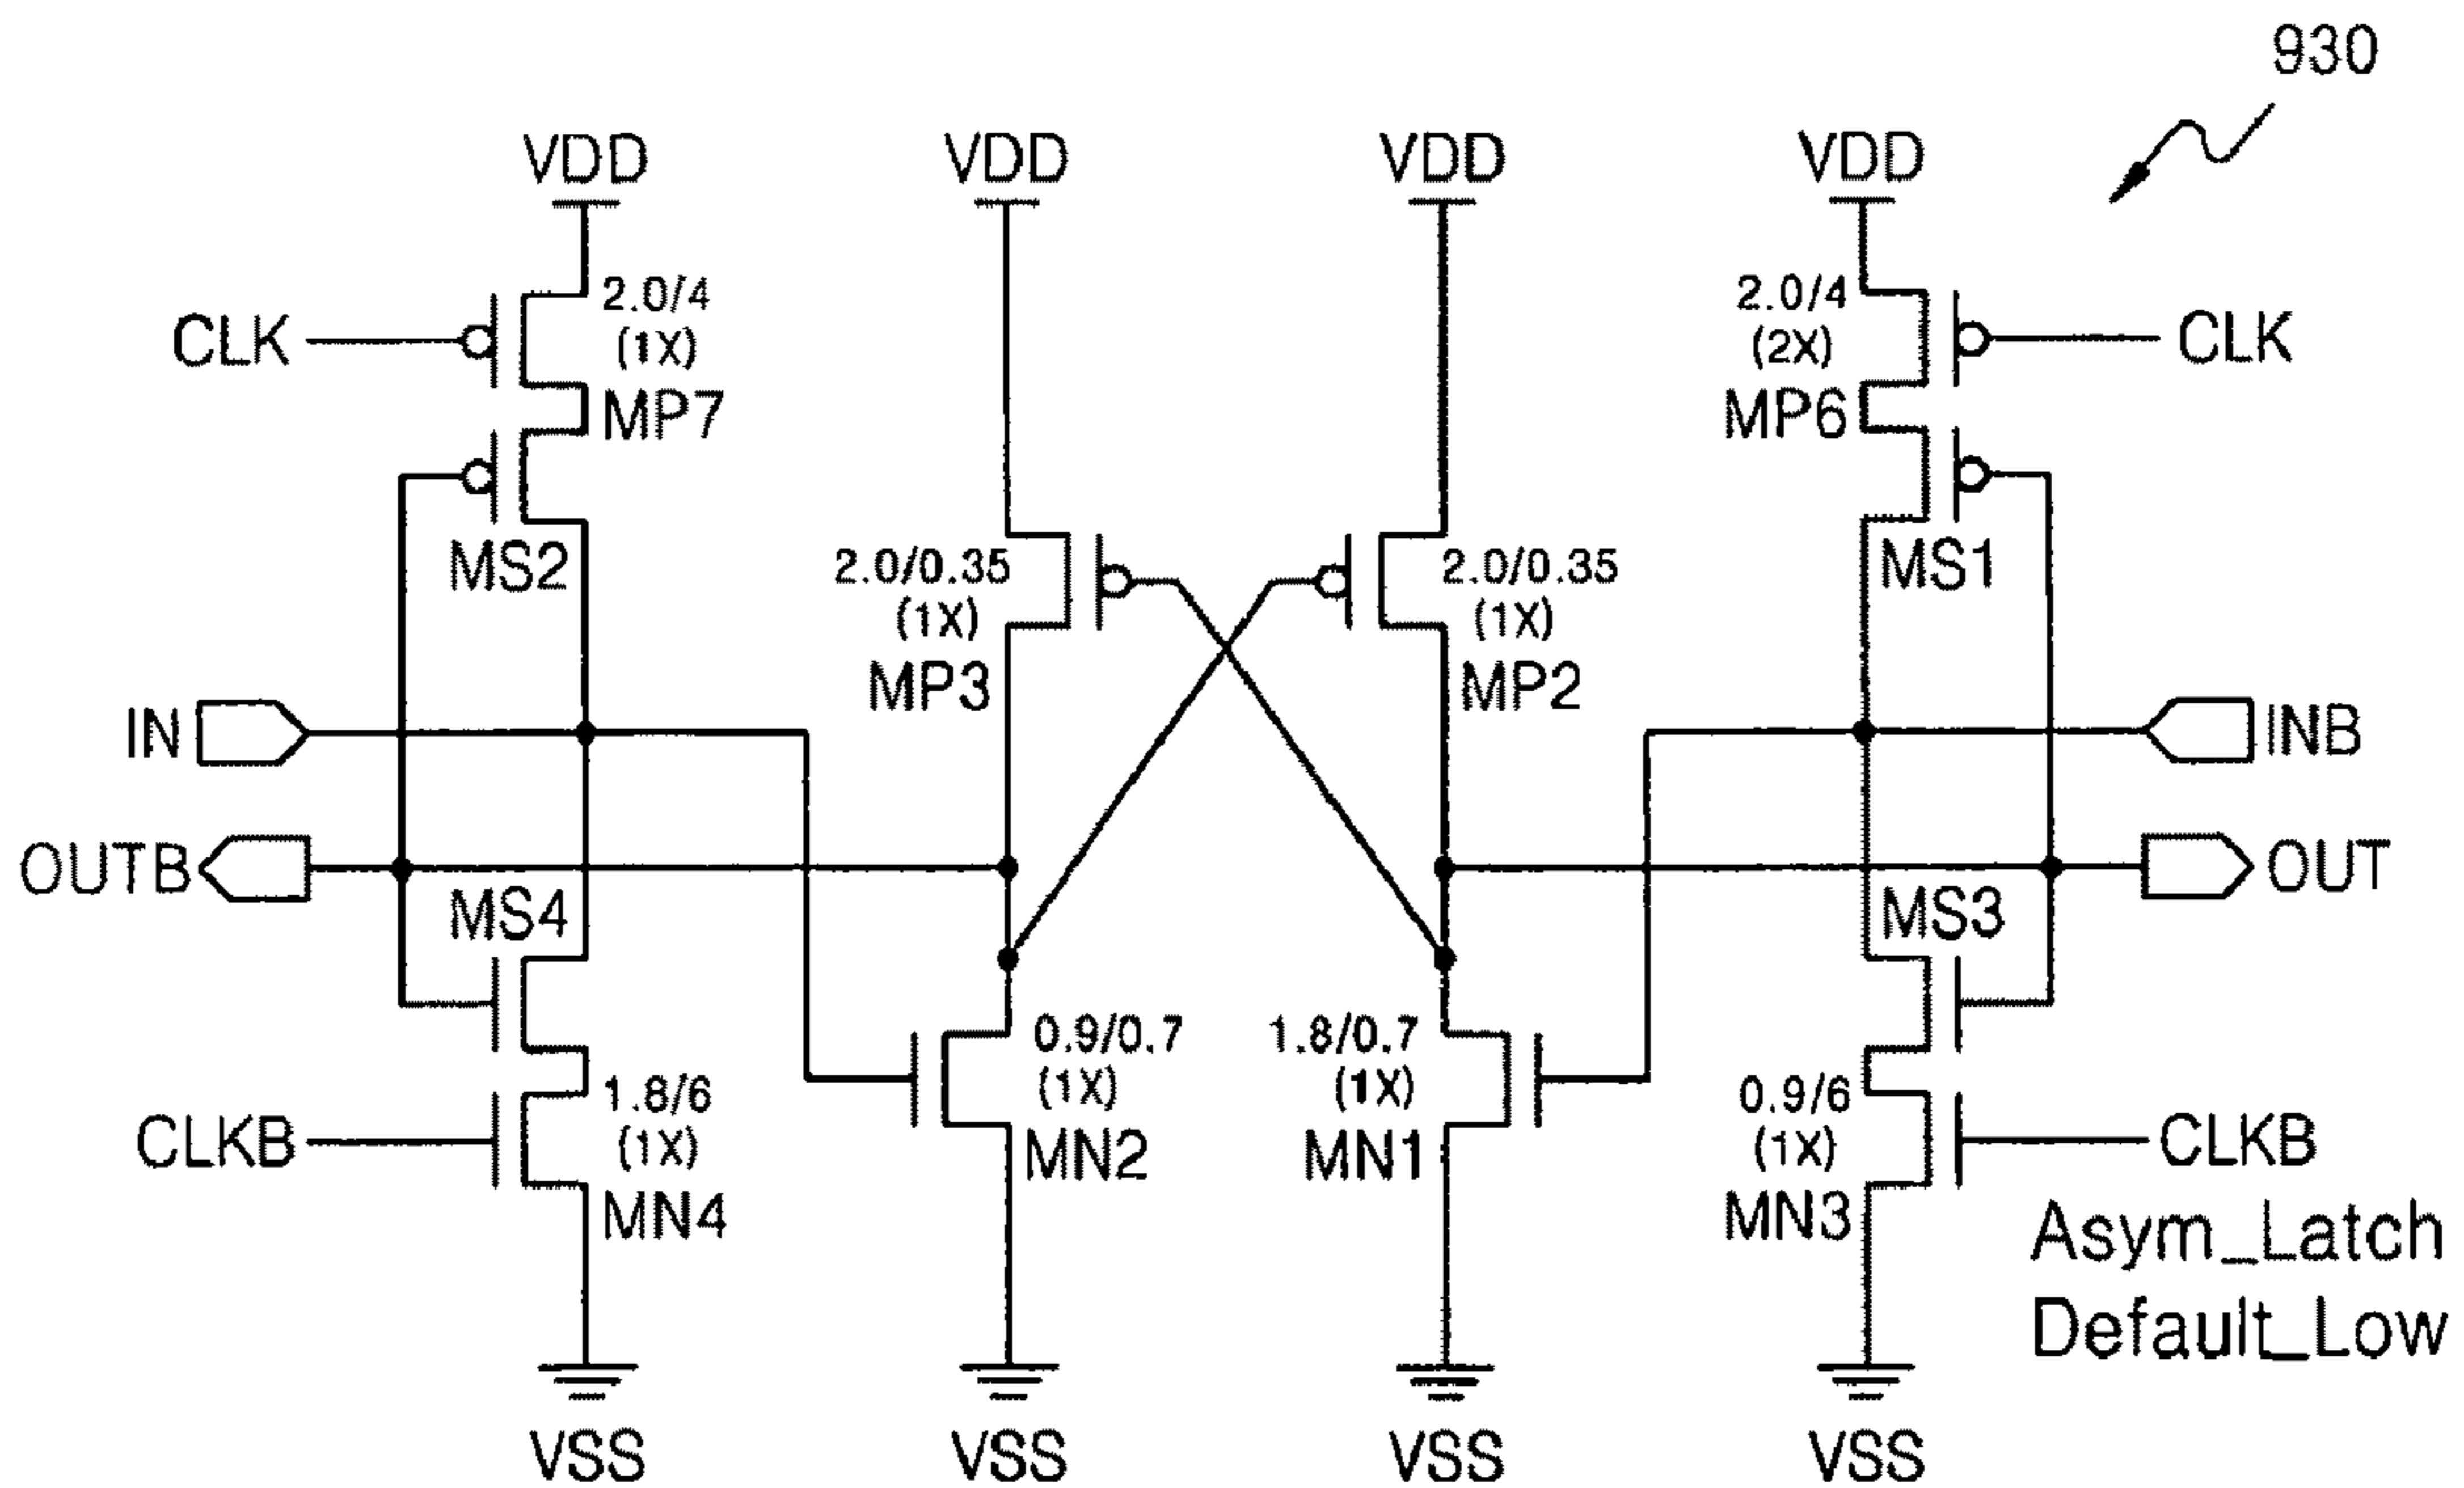 930
VDD VDD VDD VDD
2.0/4
(1X)
MP7
CLK
MS2
2.0/0.35
(1X)
MP3
2.0/0.35
(1X)
MP2
2.0/4
(2X)
MP6
CLK
MS1
IN
INB
OUTB
OUT
MS4
MS3
0.9/0.7
(1X)
MN2
1.8/0.7
(1X)
MN1
CLKB
1.8/6
(1X)
MN4
0.9/6
(1X)
MN3
CLKB
Asym_Latch
Default_Low
VSS VSS VSS VSS